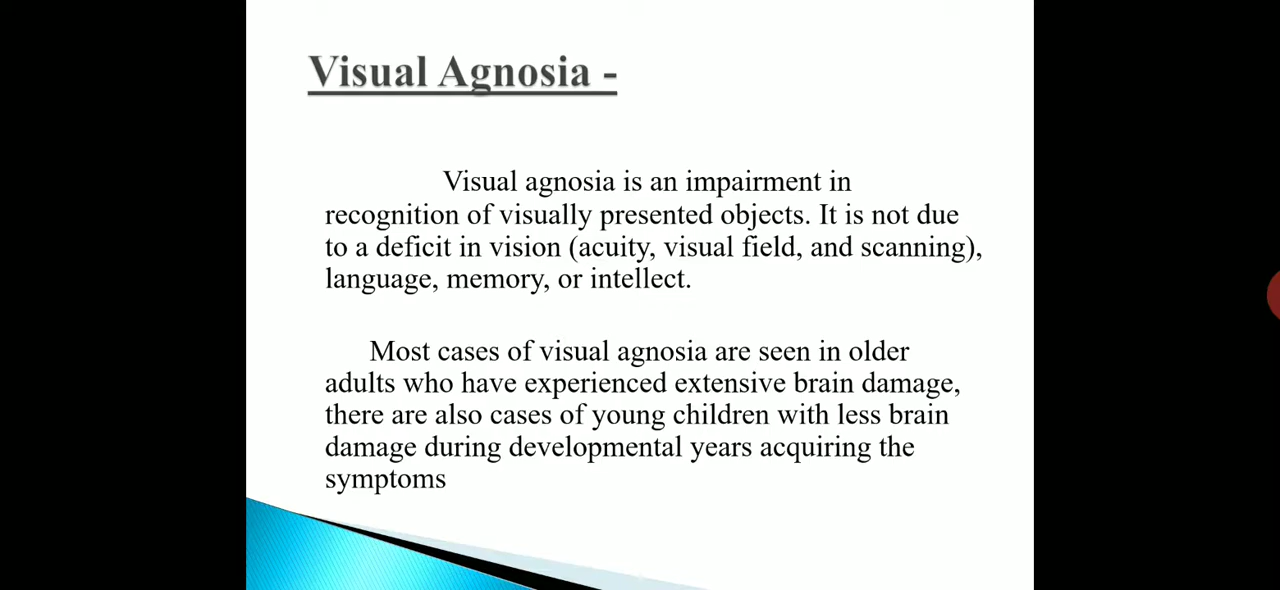 Visual Agnosia -
Visual agnosia is an impairment in
recognition of visually presented objects. It is not due
to a deficit in vision (acuity, visual field, and scanning),
language, memory, or intellect.
Most cases of visual agnosia are seen in older
adults who have experienced extensive brain damage,
there are also cases of young children with less brain
damage during developmental years acquiring the
symptoms